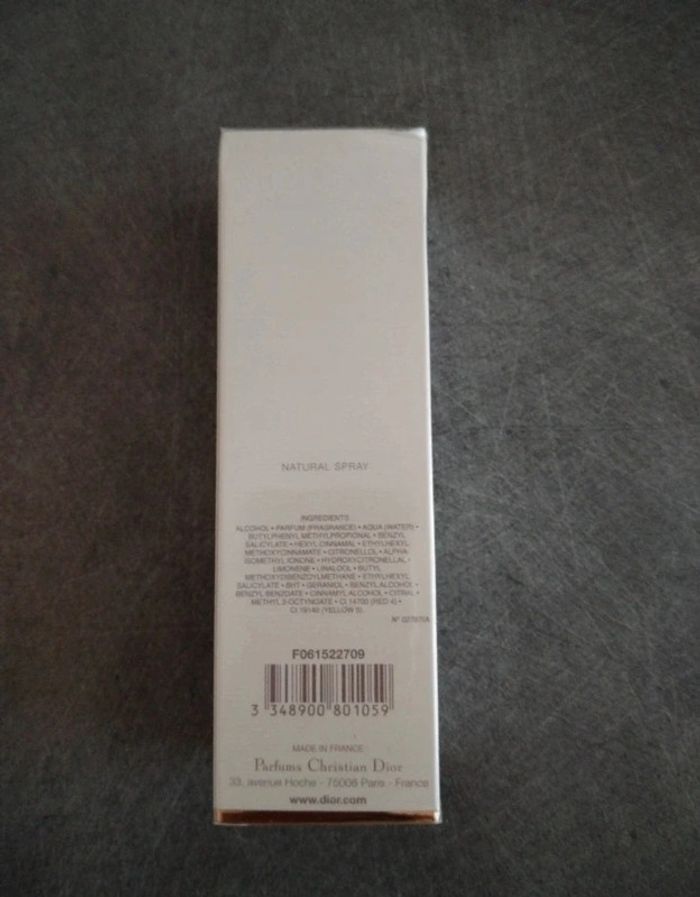 NATURAL SPRAY
INGREDIENTS
ALCOHOL • PARFUM (FRAGRANCE) • AQUA (WATER) •
BUTYLPHENYL METHYLPROPIONAL • BENZYL
SALICYLATE • HEXYL CINNAMAL • ETHYLHEXYL
METHOXYCINNAMATE • CITRONELLOL • ALPHA-
ISOMETHYL IONONE • HYDROXYCITRONELLAL •
LIMONENE • LINALOOL • BUTYL
METHOXYDIBENZOYLMETHANE • ETHYLHEXYL
SALICYLATE • BHT • GERANIOL • BENZYL ALCOHOL •
BENZYL BENZOATE • CINNAMYL ALCOHOL • CITRAL •
METHYL 2-OCTYNOATE • CI 14700 (RED 4) •
CI 19140 (YELLOW 5).
N°
F061522709
3 348900 801059
MADE IN FRANCE
Parfums Christian Dior
33, avenue Hoche - 75008 Paris - France
www.dior.com